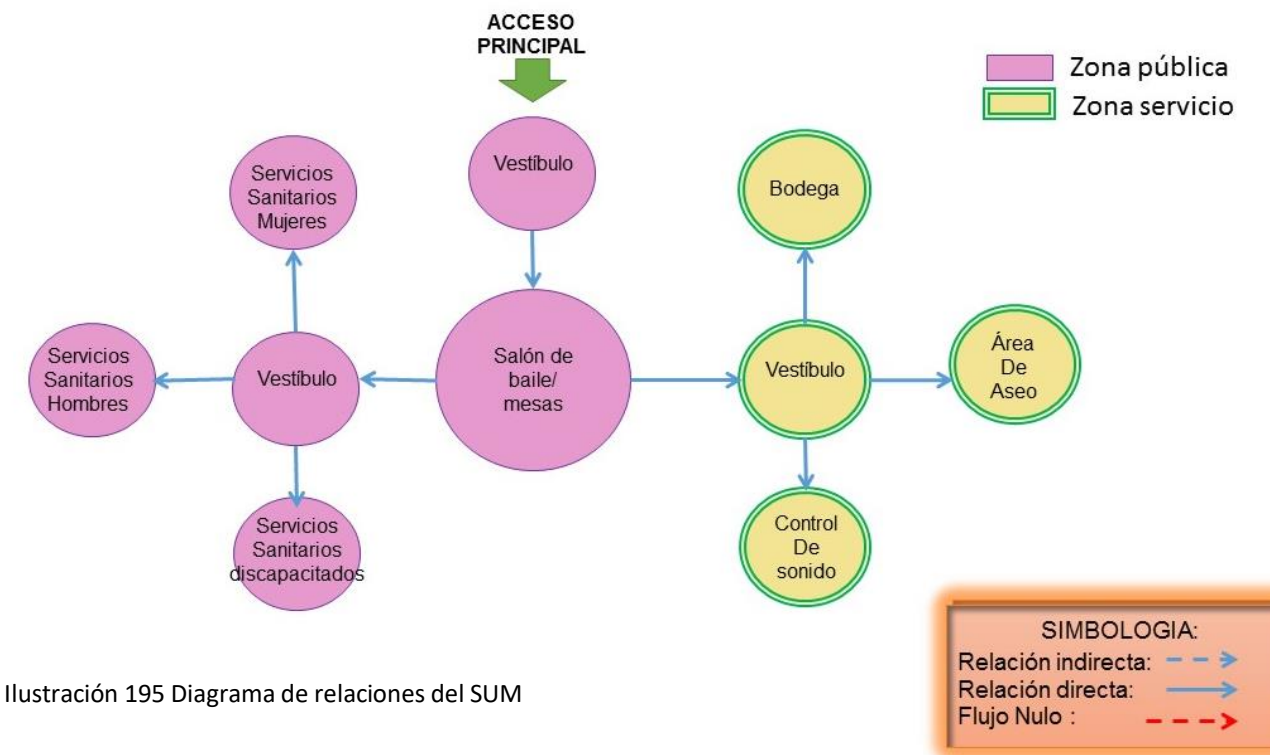 ACCESO
PRINCIPAL
Zona pública
Zona servicio
Vestíbulo
Servicios
Sanitarios
Mujeres
Bodega
Servicios
Sanitarios
Hombres
Vestíbulo
Salón de
baile/
mesas
Vestíbulo
Área
De
Aseo
Servicios
Sanitarios
discapacitados
Control
De
sonido
SIMBOLOGIA:
Relación indirecta:
Relación directa:
Flujo Nulo :
Ilustración 195 Diagrama de relaciones del SUM